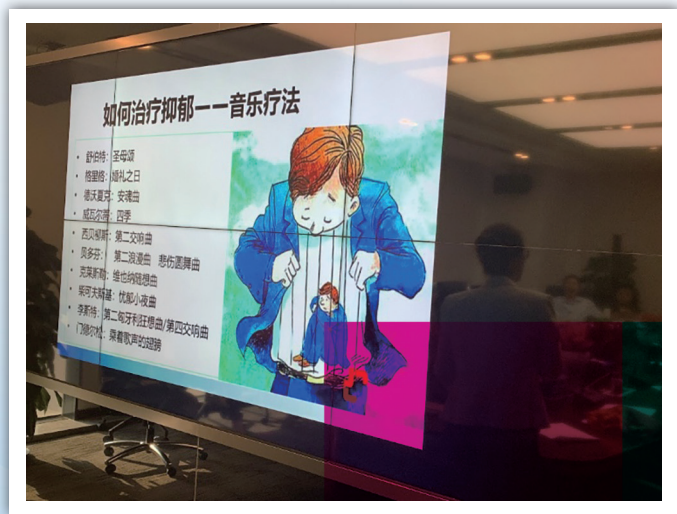 如何治疗抑郁——音乐疗法
• 舒伯特：圣母颂
• 格里格：婚礼之日
• 德沃夏克：安魂曲
• 威瓦尔第：四季
• 西贝柳斯：第二交响曲
• 贝多芬： 第二浪漫曲 悲伤圆舞曲
• 克莱斯勒：维也纳随想曲
• 柴可夫斯基：忧郁小夜曲
• 李斯特：第二匈牙利狂想曲/第四交响曲
• 门德尔松：乘着歌声的翅膀